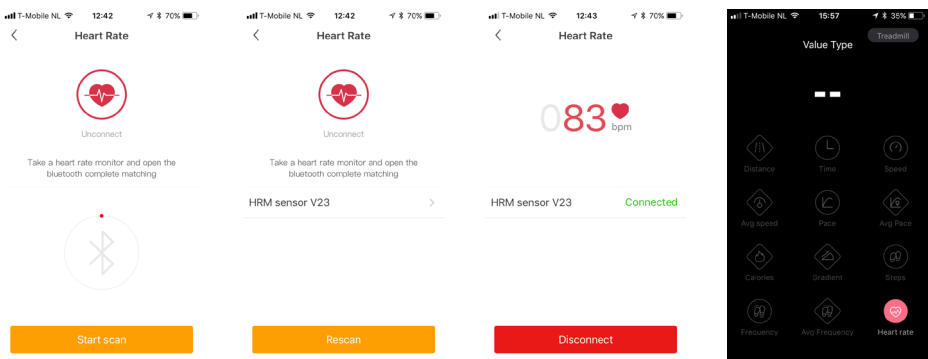 T-Mobile NL 12:42 70%
Heart Rate
Unconnect
Take a heart rate monitor and open the
bluetooth complete matching
Start scan
T-Mobile NL 12:42 70%
Heart Rate
Unconnect
Take a heart rate monitor and open the
bluetooth complete matching
HRM sensor V23
Rescan
T-Mobile NL 12:43 70%
Heart Rate
083 bpm
HRM sensor V23 Connected
Disconnect
T-Mobile NL 15:57 35%
Treadmill
Value Type
--
Distance Time Speed
Avg speed Pace Avg Pace
Calories Gradient Steps
Frequency Avg Frequency Heart rate